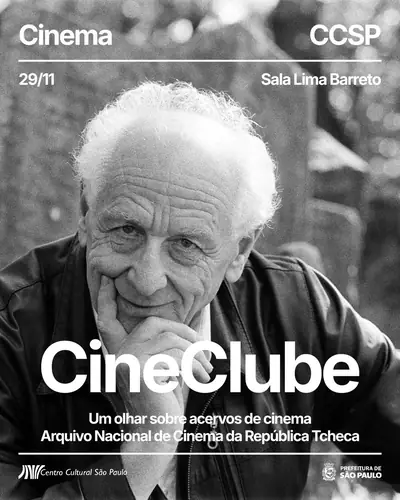 Cinema
CCSP
29/11
Sala Lima Barreto
CineClube
Um olhar sobre acervos de cinema
Arquivo Nacional de Cinema da República Tcheca
Centro Cultural São Paulo
PREFEITURA DE
SÃO PAULO